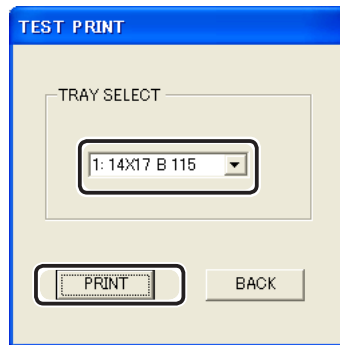 TEST PRINT
TRAY SELECT
1: 14X17 B 115
PRINT BACK